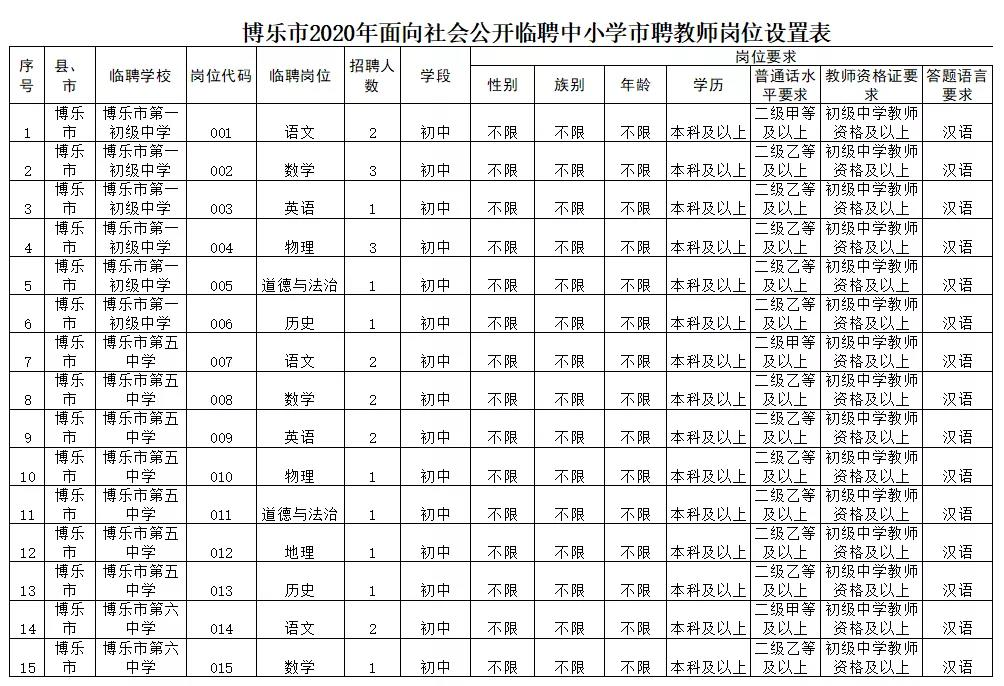 博乐市2020年面向社会公开临聘中小学市聘教师岗位设置表
序号 县、市 临聘学校 岗位代码 临聘岗位 招聘人数 学段 岗位要求
性别 族别 年龄 学历 普通话水平要求 教师资格证要求 答题语言要求
1 博乐市 博乐市第一初级中学 001 语文 2 初中 不限 不限 不限 本科及以上 二级甲等及以上 初级中学教师资格及以上 汉语
2 博乐市 博乐市第一初级中学 002 数学 3 初中 不限 不限 不限 本科及以上 二级乙等及以上 初级中学教师资格及以上 汉语
3 博乐市 博乐市第一初级中学 003 英语 1 初中 不限 不限 不限 本科及以上 二级乙等及以上 初级中学教师资格及以上 汉语
4 博乐市 博乐市第一初级中学 004 物理 3 初中 不限 不限 不限 本科及以上 二级乙等及以上 初级中学教师资格及以上 汉语
5 博乐市 博乐市第一初级中学 005 道德与法治 1 初中 不限 不限 不限 本科及以上 二级乙等及以上 初级中学教师资格及以上 汉语
6 博乐市 博乐市第一初级中学 006 历史 1 初中 不限 不限 不限 本科及以上 二级乙等及以上 初级中学教师资格及以上 汉语
7 博乐市 博乐市第五中学 007 语文 2 初中 不限 不限 不限 本科及以上 二级甲等及以上 初级中学教师资格及以上 汉语
8 博乐市 博乐市第五中学 008 数学 2 初中 不限 不限 不限 本科及以上 二级乙等及以上 初级中学教师资格及以上 汉语
9 博乐市 博乐市第五中学 009 英语 2 初中 不限 不限 不限 本科及以上 二级乙等及以上 初级中学教师资格及以上 汉语
10 博乐市 博乐市第五中学 010 物理 1 初中 不限 不限 不限 本科及以上 二级乙等及以上 初级中学教师资格及以上 汉语
11 博乐市 博乐市第五中学 011 道德与法治 1 初中 不限 不限 不限 本科及以上 二级乙等及以上 初级中学教师资格及以上 汉语
12 博乐市 博乐市第五中学 012 地理 1 初中 不限 不限 不限 本科及以上 二级乙等及以上 初级中学教师资格及以上 汉语
13 博乐市 博乐市第五中学 013 历史 1 初中 不限 不限 不限 本科及以上 二级乙等及以上 初级中学教师资格及以上 汉语
14 博乐市 博乐市第六中学 014 语文 2 初中 不限 不限 不限 本科及以上 二级甲等及以上 初级中学教师资格及以上 汉语
15 博乐市 博乐市第六中学 015 数学 1 初中 不限 不限 不限 本科及以上 二级乙等及以上 初级中学教师资格及以上 汉语